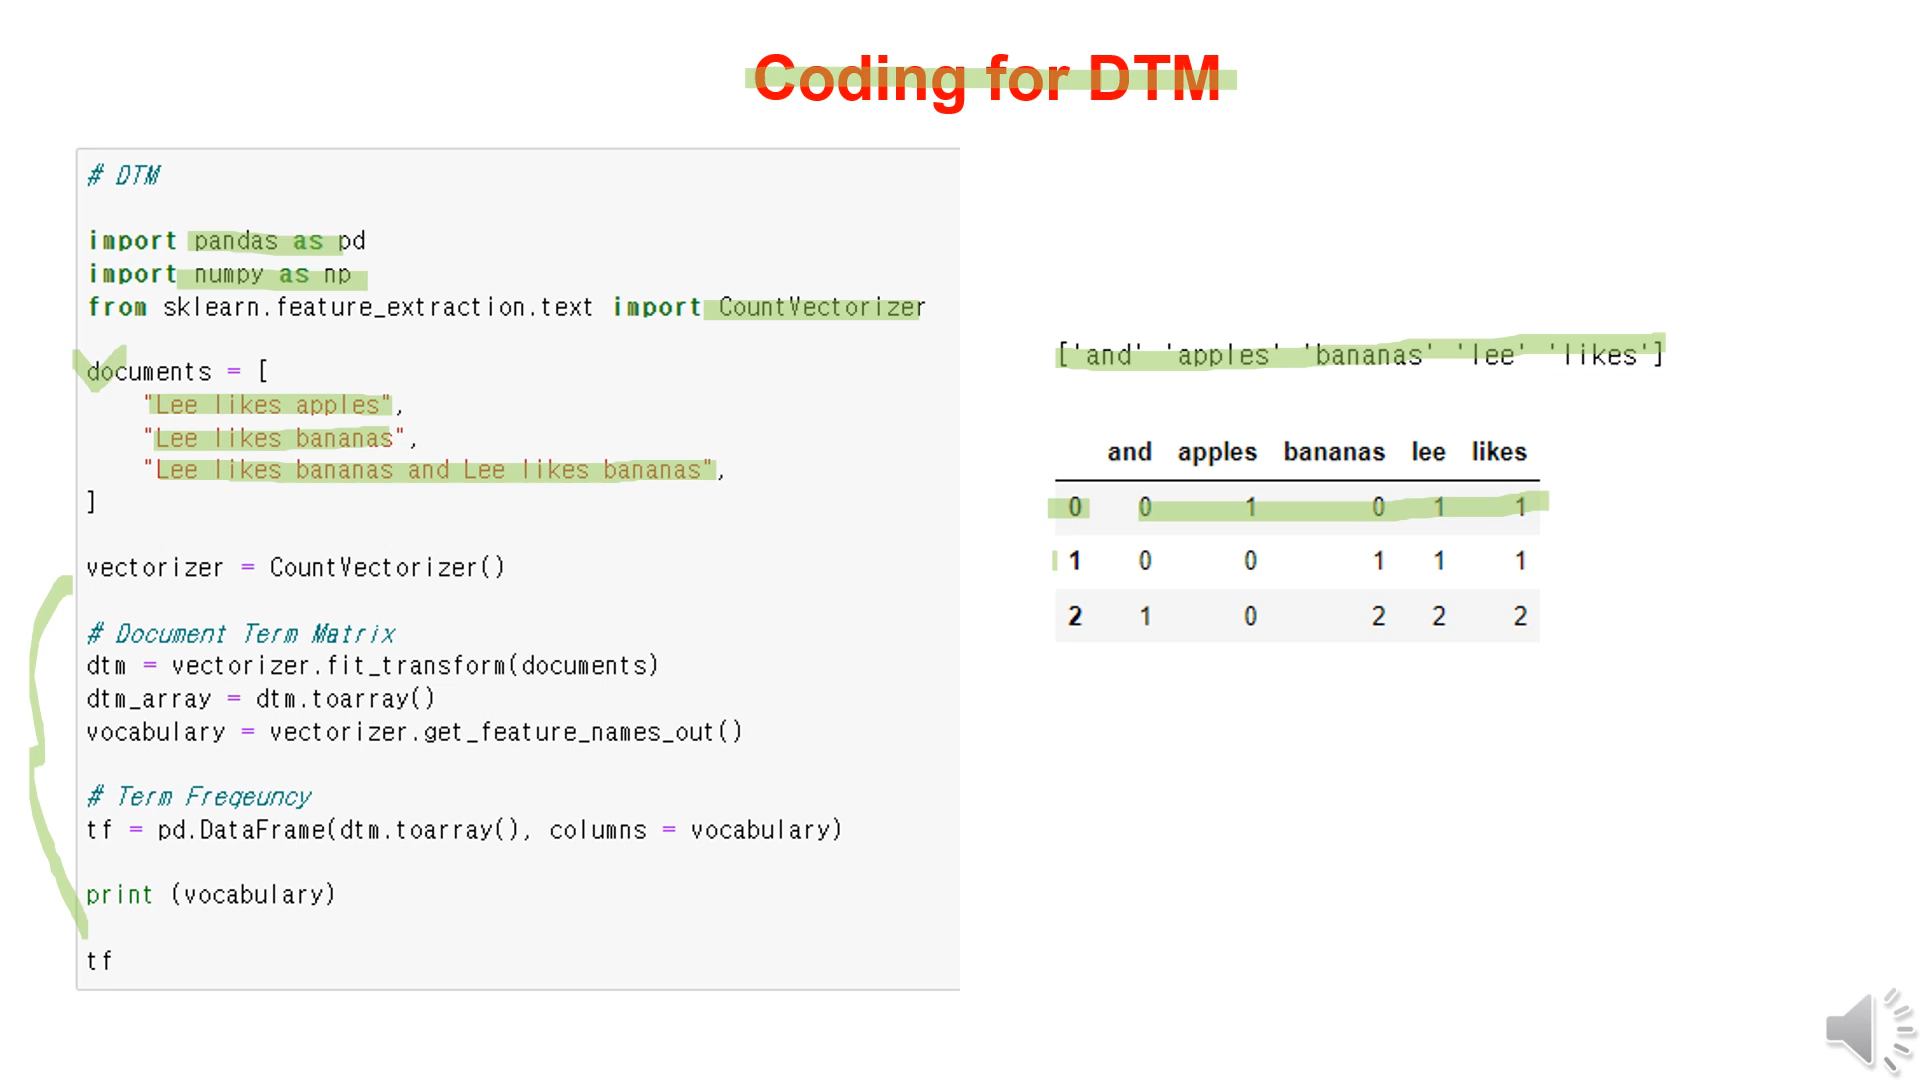 Coding for DTM
# DTM
import pandas as pd
import numpy as np
from sklearn.feature_extraction.text import CountVectorizer
documents = [
"Lee likes apples",
"Lee likes bananas",
"Lee likes bananas and Lee likes bananas",
]
vectorizer = CountVectorizer()
# Document Term Matrix
dtm = vectorizer.fit_transform(documents)
dtm_array = dtm.toarray()
vocabulary = vectorizer.get_feature_names_out()
# Term Freqeuncy
tf = pd.DataFrame(dtm.toarray(), columns = vocabulary)
print (vocabulary)
tf
['and' 'apples' 'bananas' 'lee' 'likes']
and apples bananas lee likes
0 0 1 0 1 1
1 0 0 1 1 1
2 1 0 2 2 2